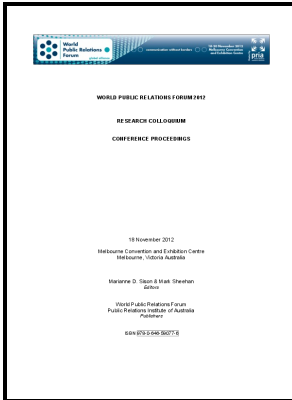 World
Public Relations
Forum
communication without borders
18-20 November 2012
Melbourne Convention
and Exhibition Centre
pria
WORLD PUBLIC RELATIONS FORUM 2012
RESEARCH COLLOQUIUM
CONFERENCE PROCEEDINGS
18 November 2012
Melbourne Convention and Exhibition Centre
Melbourne, Victoria Australia
Marianne D. Sison & Mark Sheehan
Editors
World Public Relations Forum
Public Relations Institute of Australia
Publishers
ISBN 978-0-646-59077-6